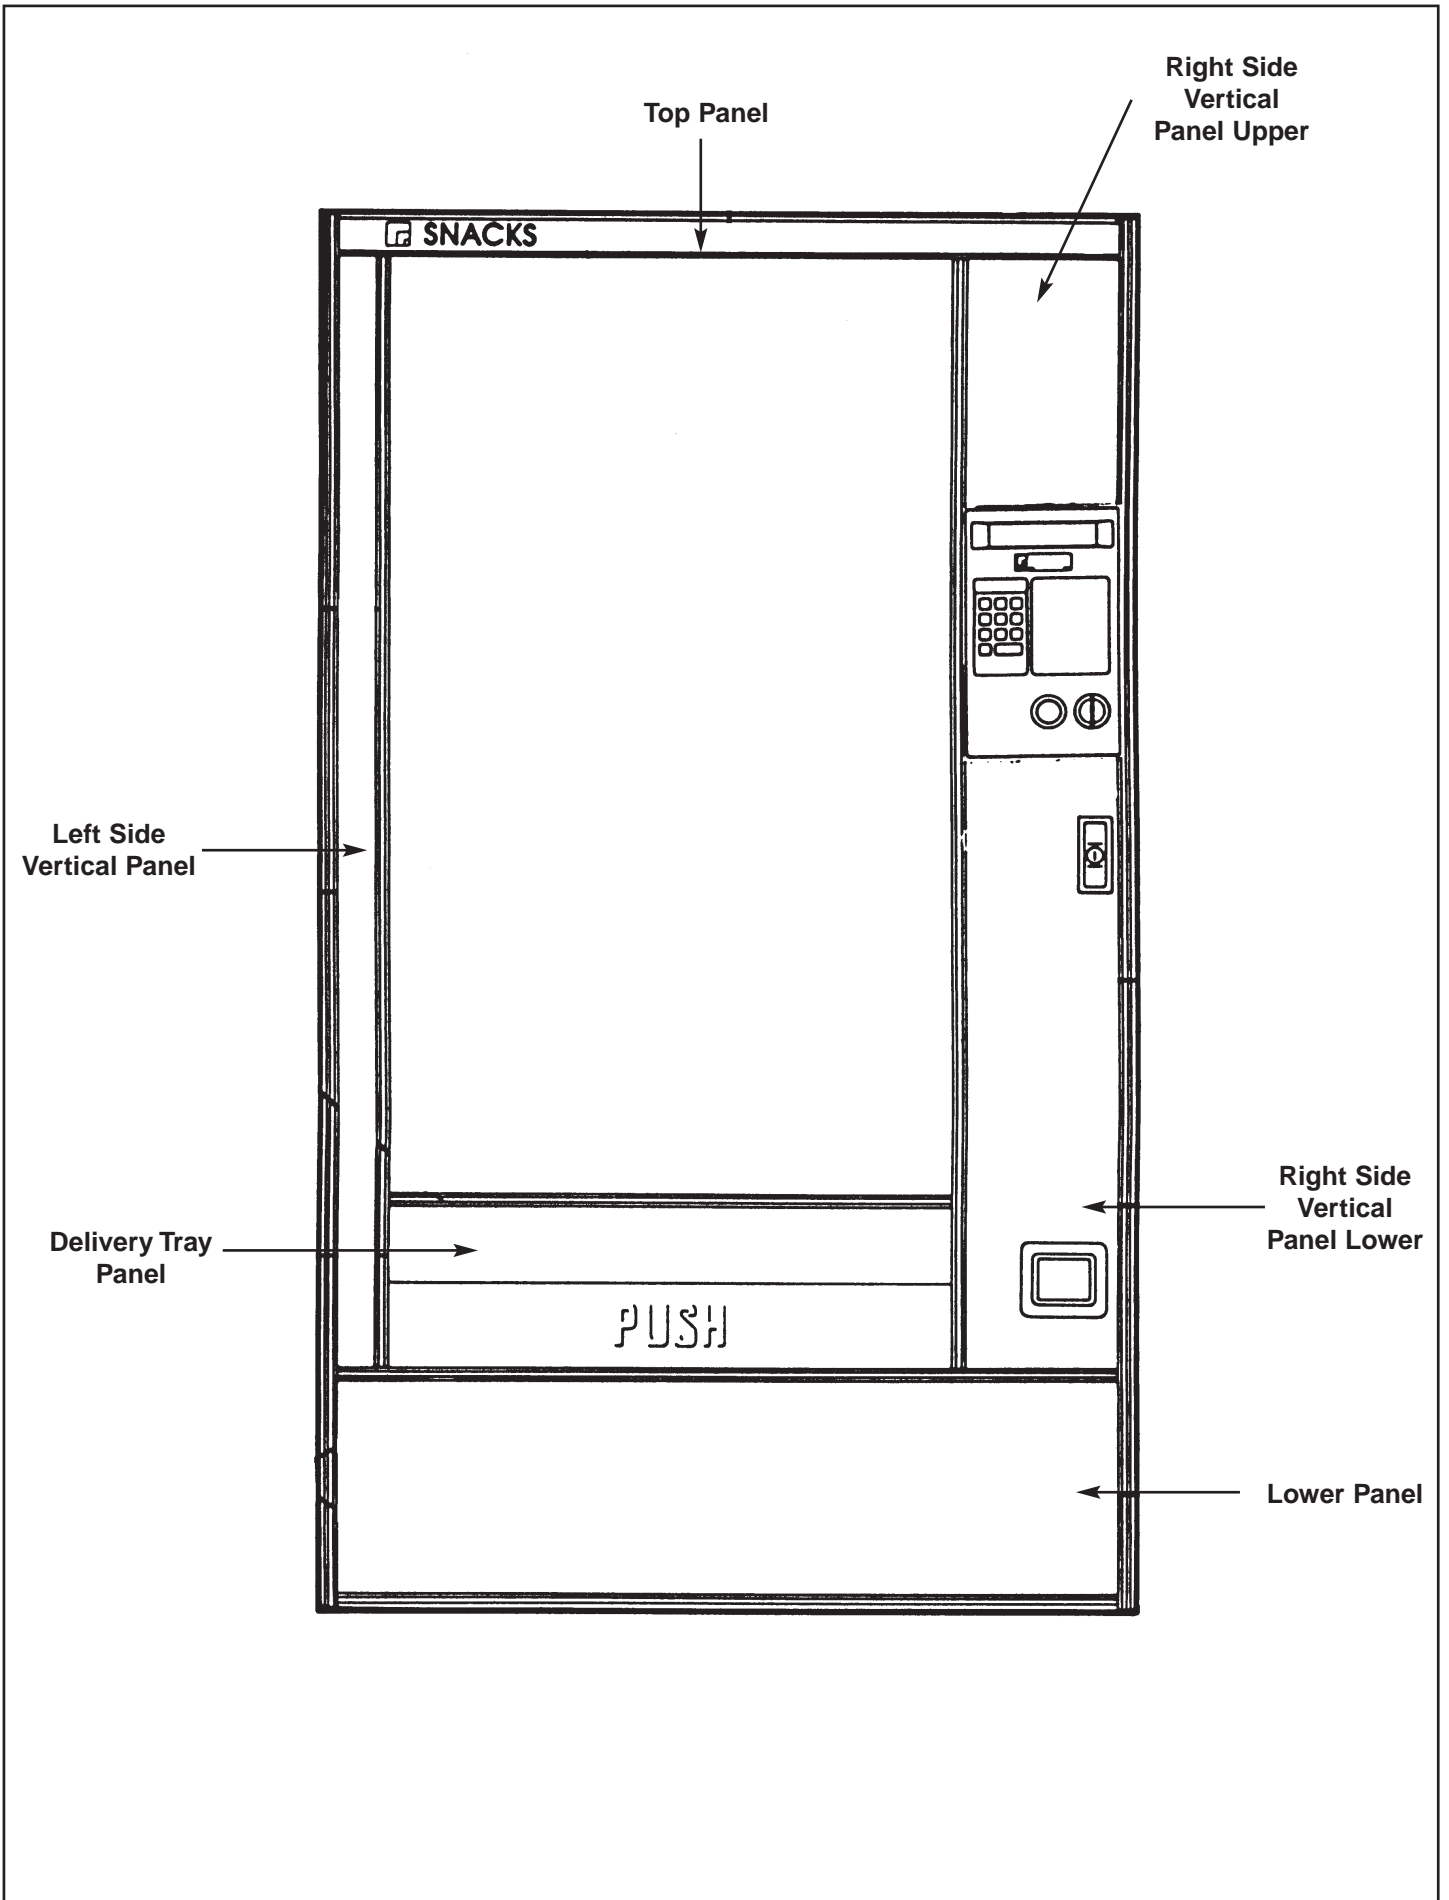 Right Side
Vertical
Panel Upper
Top Panel
SNACKS
Left Side
Vertical Panel
Right Side
Vertical
Panel Lower
Delivery Tray
Panel
PUSH
Lower Panel